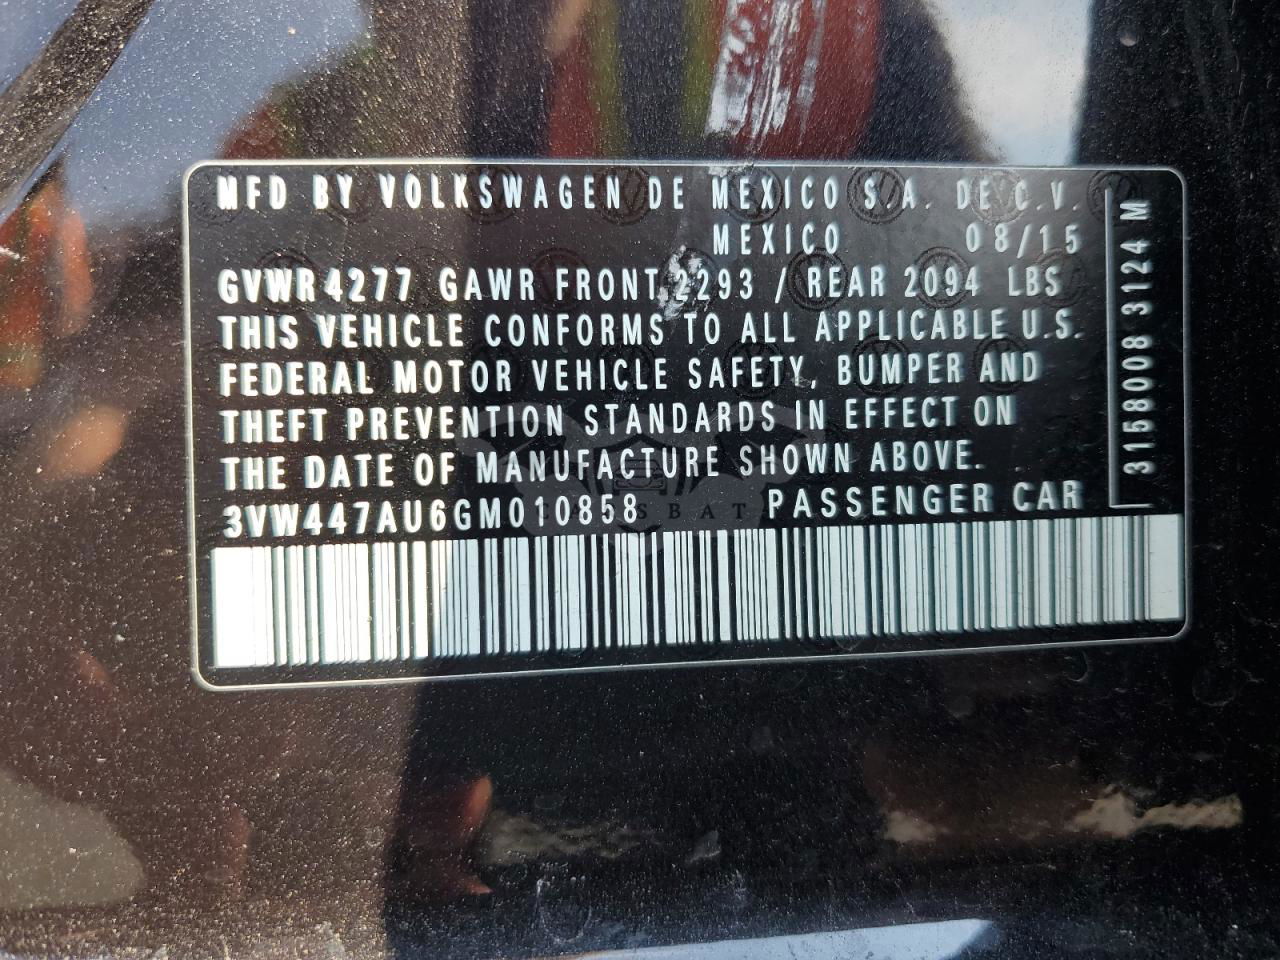 MFD BY VOLKSWAGEN DE MEXICO S.A. DE C.V.
MEXICO 08/15
GVWR 4277 GAWR FRONT 2293 / REAR 2094 LBS
THIS VEHICLE CONFORMS TO ALL APPLICABLE U.S.
FEDERAL MOTOR VEHICLE SAFETY, BUMPER AND
THEFT PREVENTION STANDARDS IN EFFECT ON
THE DATE OF MANUFACTURE SHOWN ABOVE.
3VW447AU6GM010858 PASSENGER CAR
3158008 3124 M